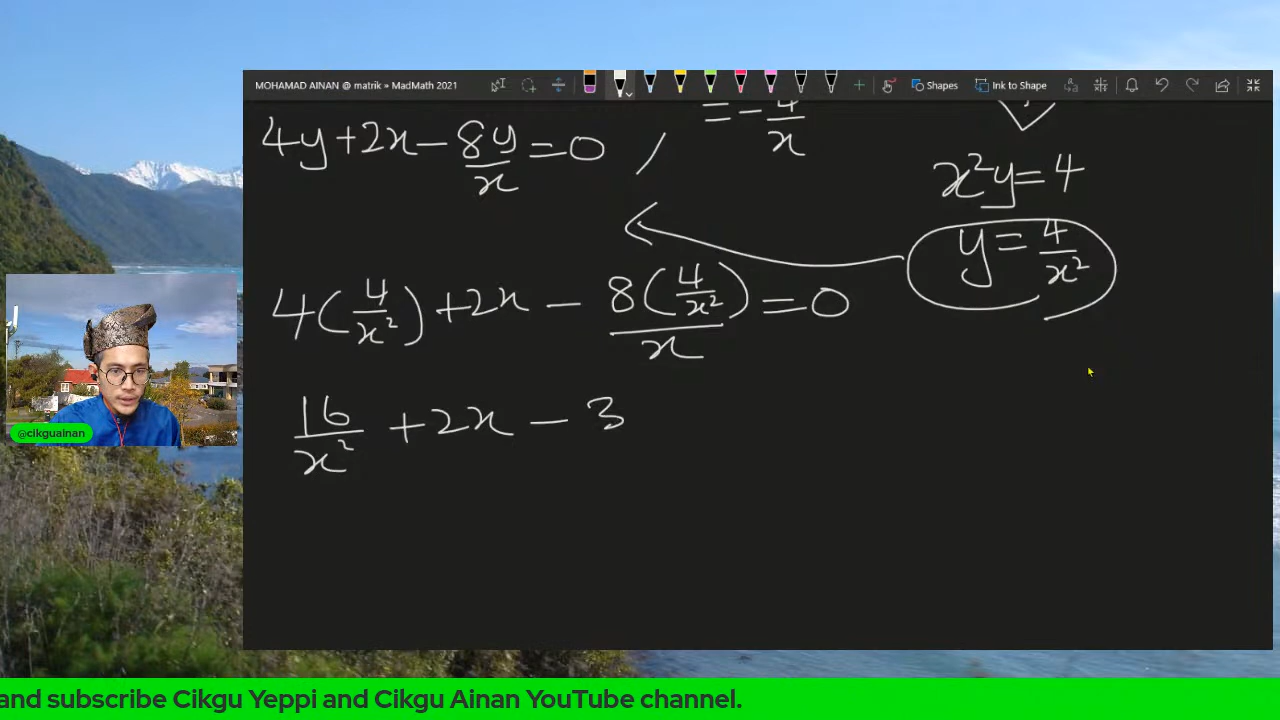 MOHAMAD AINAN @ matrik » MadMath 2021
Shapes
Ink to Shape
= - 4/x
4y + 2x - 8y/x = 0 ,
x²y = 4
y = 4/x²
4(4/x²) + 2x - 8(4/x²)/x = 0
16/x² + 2x - 3
@cikguainan
and subscribe Cikgu Yeppi and Cikgu Ainan YouTube channel.